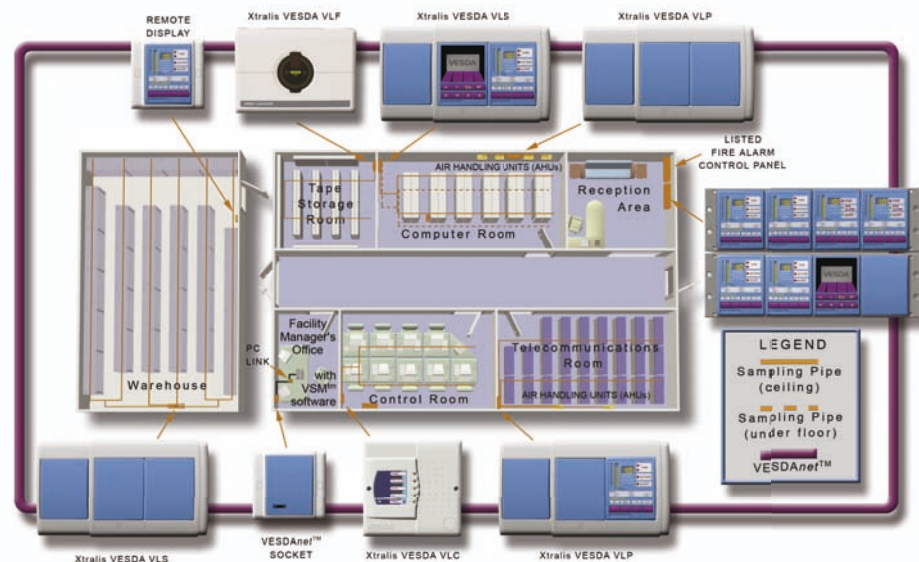 REMOTE
DISPLAY
Xtralis VESDA VLF
Xtralis VESDA VLS
Xtralis VESDA VLP
LISTED
FIRE ALARM
CONTROL PANEL
AIR HANDLING UNITS (AHUs)
Tape
Storage
Room
Computer Room
Reception
Area
VESDA
VESDA
Warehouse
Facility
Manager's
Office
PC
LINK
with
VSM™
software
Control Room
Telecommunications
Room
AIR HANDLING UNITS (AHUs)
LEGEND
Sampling Pipe
(ceiling)
Sampling Pipe
(under floor)
VESDAnet™
Xtralis VESDA VLS
VESDAnet™
SOCKET
Xtralis VESDA VLC
Xtralis VESDA VLP